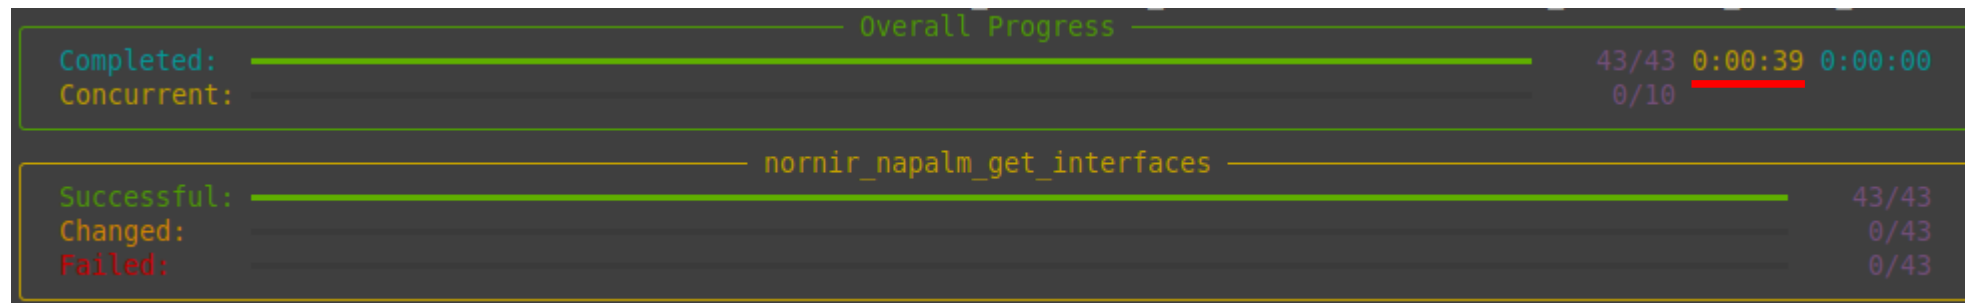 Overall Progress
Completed: 43/43 0:00:39 0:00:00
Concurrent: 0/10
nornir_napalm_get_interfaces
Successful: 43/43
Changed: 0/43
Failed: 0/43